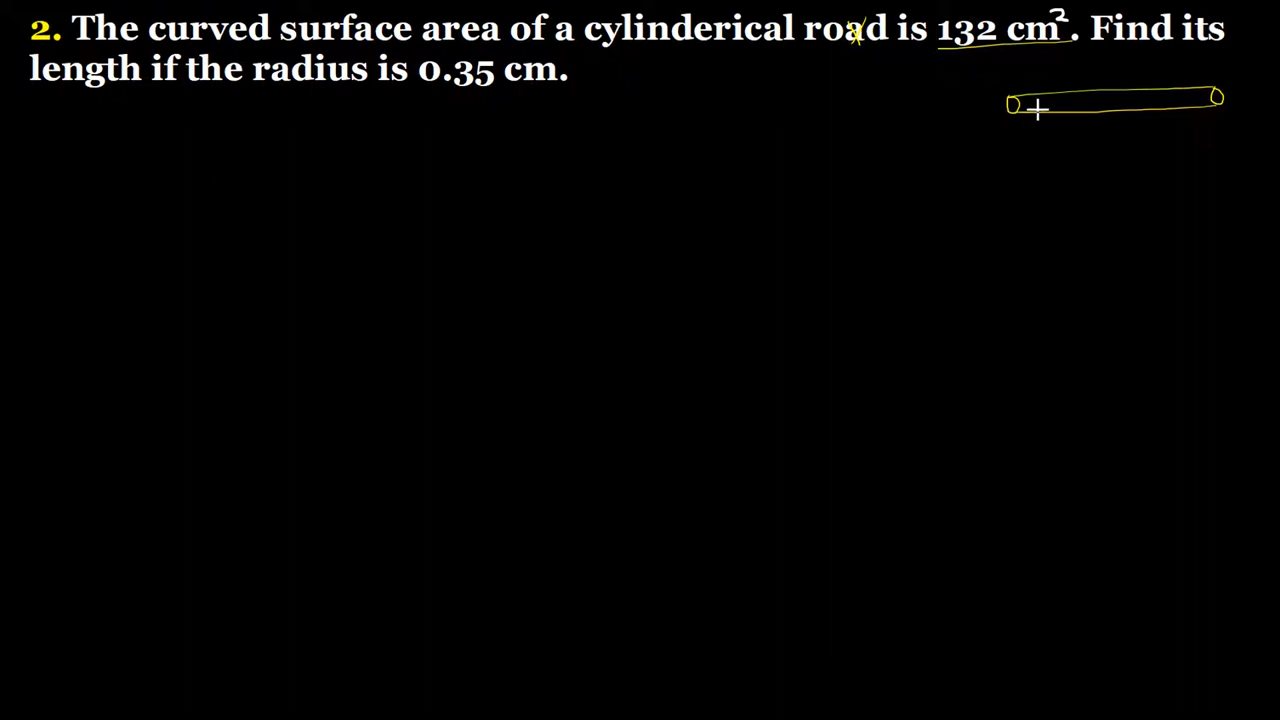 2. The curved surface area of a cylinderical road is 132 cm². Find its
length if the radius is 0.35 cm.